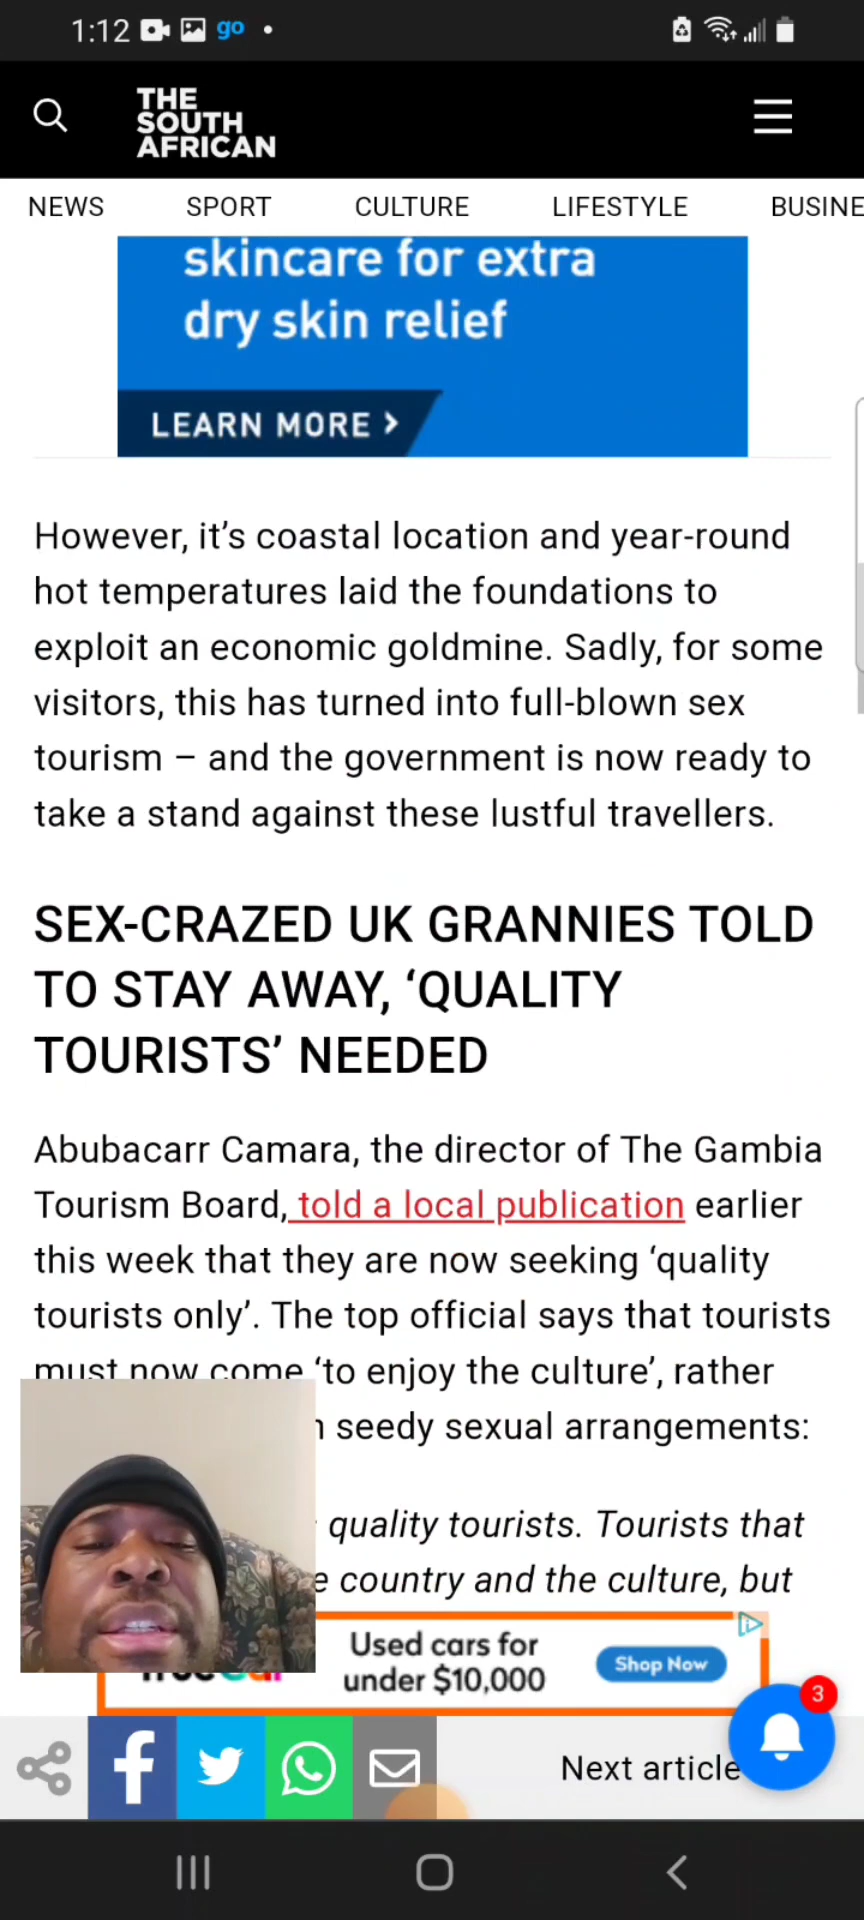 1:12 go
THE
SOUTH
AFRICAN
NEWS SPORT CULTURE LIFESTYLE BUSINE
skincare for extra
dry skin relief
LEARN MORE >
However, it’s coastal location and year-round
hot temperatures laid the foundations to
exploit an economic goldmine. Sadly, for some
visitors, this has turned into full-blown sex
tourism – and the government is now ready to
take a stand against these lustful travellers.
SEX-CRAZED UK GRANNIES TOLD
TO STAY AWAY, ‘QUALITY
TOURISTS’ NEEDED
Abubacarr Camara, the director of The Gambia
Tourism Board, told a local publication earlier
this week that they are now seeking ‘quality
tourists only’. The top official says that tourists
must now come ‘to enjoy the culture’, rather
seedy sexual arrangements:
quality tourists. Tourists that
country and the culture, but
Used cars for
under $10,000
Shop Now
3
Next article